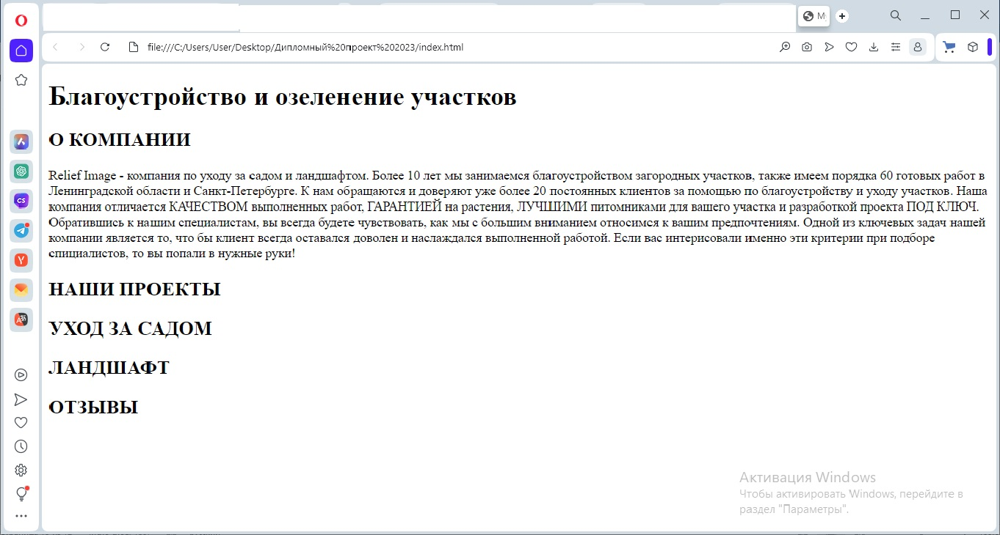 M
file:///C:/Users/User/Desktop/Дипломный%20проект%202023/index.html
Благоустройство и озеленение участков
О КОМПАНИИ
Relief Image - компания по уходу за садом и ландшафтом. Более 10 лет мы занимаемся благоустройством загородных участков, также имеем порядка 60 готовых работ в
Ленинградской области и Санкт-Петербурге. К нам обращаются и доверяют уже более 20 постоянных клиентов за помощью по благоустройству и уходу участков. Наша
компания отличается КАЧЕСТВОМ выполненных работ, ГАРАНТИЕЙ на растения, ЛУЧШИМИ питомниками для вашего участка и разработкой проекта ПОД КЛЮЧ.
Обратившись к нашим специалистам, вы всегда будете чувствовать, как мы с большим вниманием относимся к вашим предпочтениям. Одной из ключевых задач нашей
компании является то, что бы клиент всегда оставался доволен и наслаждался выполненной работой. Если вас интерисовали именно эти критерии при подборе
спициалистов, то вы попали в нужные руки!
НАШИ ПРОЕКТЫ
УХОД ЗА САДОМ
ЛАНДШАФТ
ОТЗЫВЫ
Активация Windows
Чтобы активировать Windows, перейдите в
раздел "Параметры".
CS